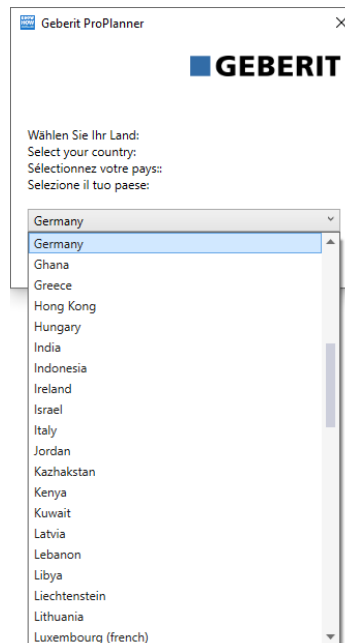 Geberit ProPlanner
GEBERIT
Wählen Sie Ihr Land:
Select your country:
Sélectionnez votre pays::
Selezione il tuo paese:
Germany
Germany
Ghana
Greece
Hong Kong
Hungary
India
Indonesia
Ireland
Israel
Italy
Jordan
Kazhakstan
Kenya
Kuwait
Latvia
Lebanon
Libya
Liechtenstein
Lithuania
Luxembourg (french)